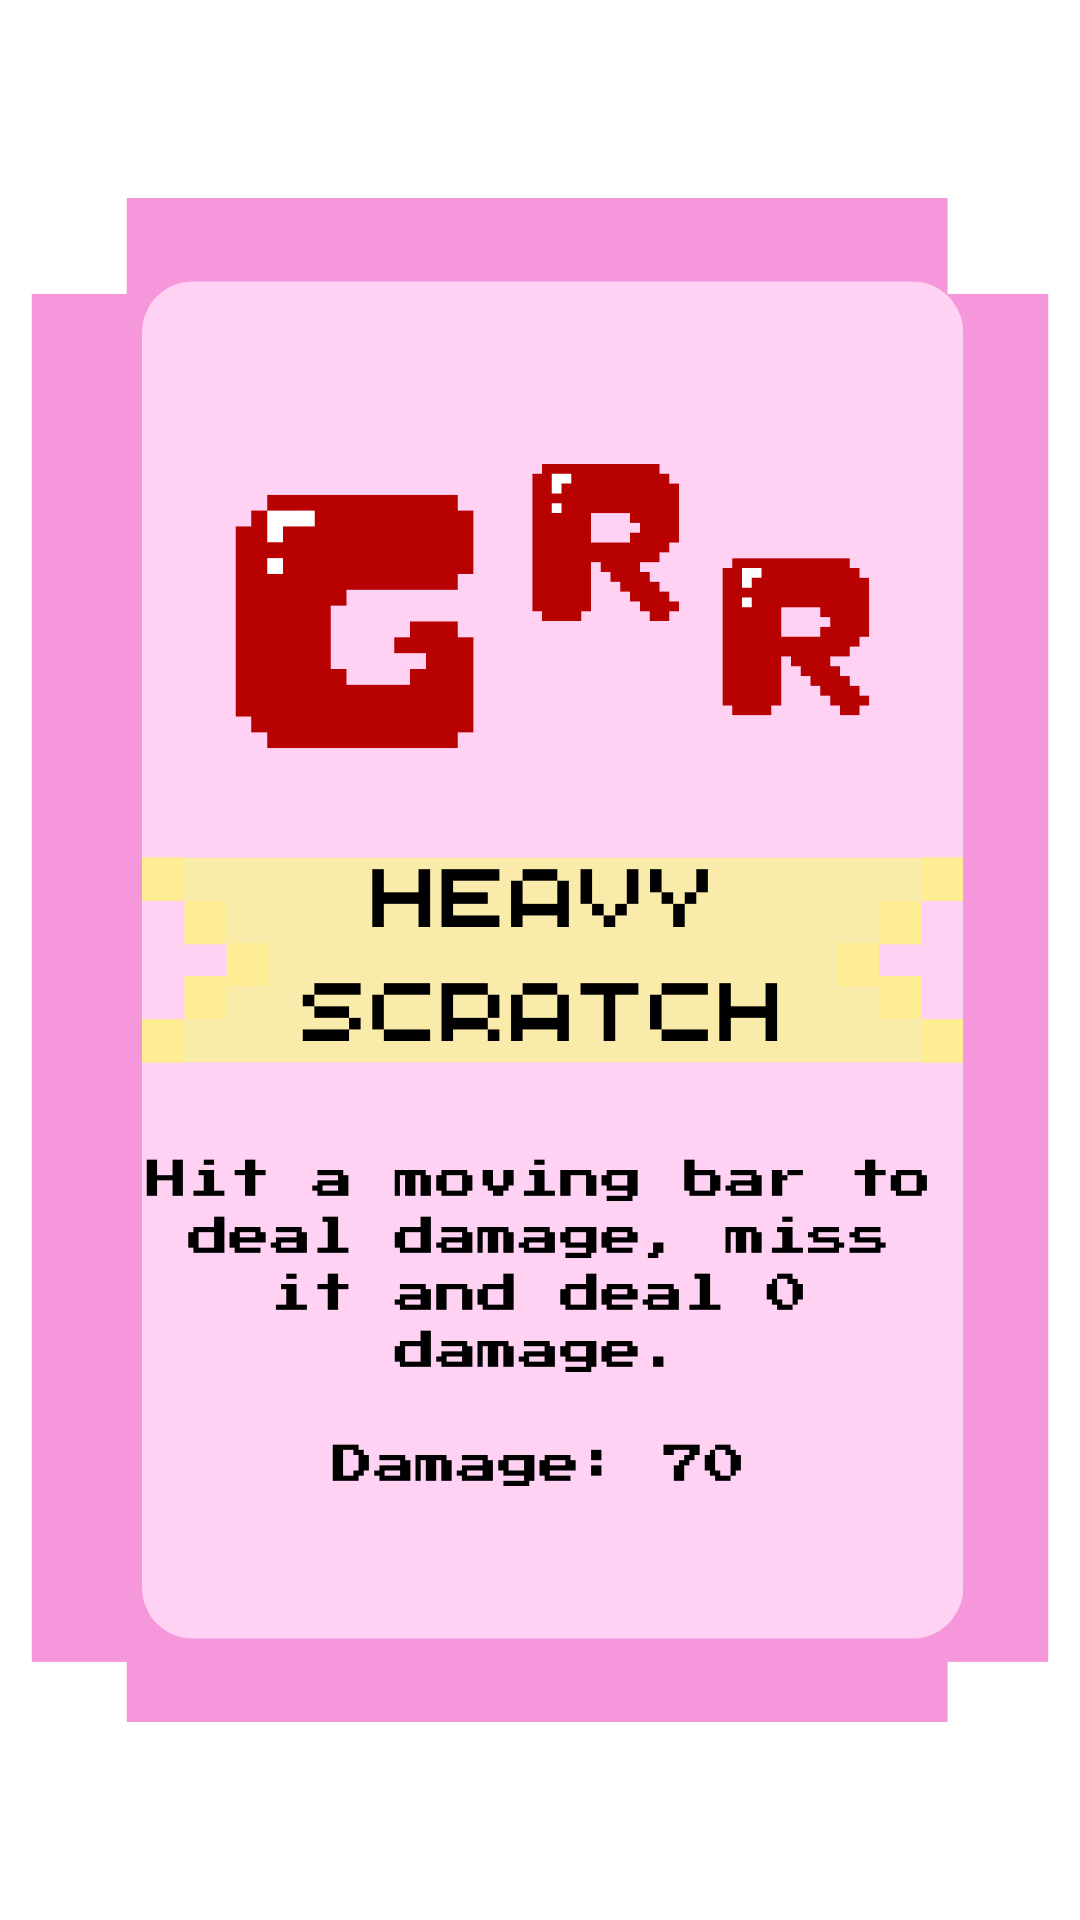 GRR
HEAVY
SCRATCH
Hit a moving bar to
deal damage, miss
it and deal 0
damage.
Damage: 70